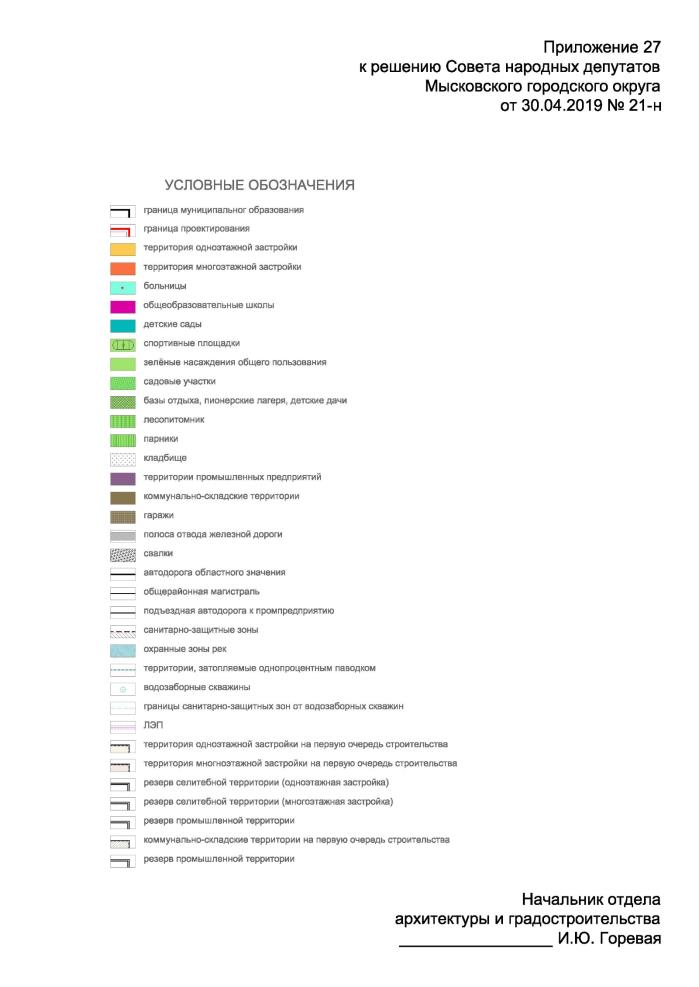 Приложение 27
к решению Совета народных депутатов
Мысковского городского округа
от 30.04.2019 № 21-н
УСЛОВНЫЕ ОБОЗНАЧЕНИЯ
граница муниципальног образования
граница проектирования
территория одноэтажной застройки
территория многоэтажной застройки
больницы
общеобразовательные школы
детские сады
спортивные площадки
зелёные насаждения общего пользования
садовые участки
базы отдыха, пионерские лагеря, детские дачи
лесопитомник
парники
кладбище
территории промышленных предприятий
коммунально-складские территории
гаражи
полоса отвода железной дороги
свалки
автодорога областного значения
общерайонная магистраль
подъездная автодорога к промпредприятию
санитарно-защитные зоны
охранные зоны рек
территории, затопляемые однопроцентным паводком
водозаборные скважины
границы санитарно-защитных зон от водозаборных скважин
ЛЭП
территория одноэтажной застройки на первую очередь строительства
территория многноэтажной застройки на первую очередь строительства
резерв селитебной территории (одноэтажная застройка)
резерв селитебной территории (многоэтажная застройка)
резерв промышленной территории
коммунально-складские территории на первую очередь строительства
резерв промышленной территории
Начальник отдела
архитектуры и градостроительства
_________________ И.Ю. Горевая